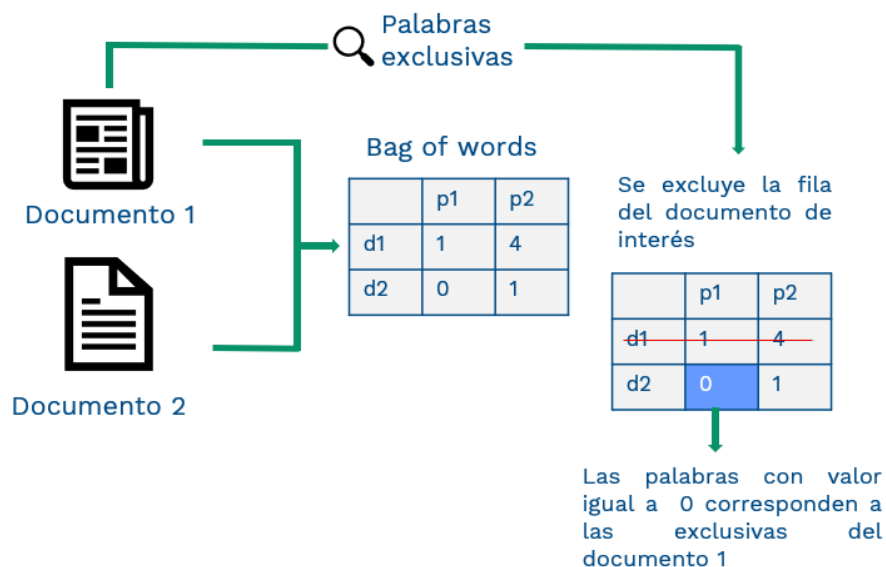 Palabras
exclusivas
Documento 1
Documento 2
Bag of words
p1 p2
d1 1 4
d2 0 1
Se excluye la fila
del documento de
interés
p1 p2
d1 1 4
d2 0 1
Las palabras con valor
igual a 0 corresponden a
las exclusivas del
documento 1